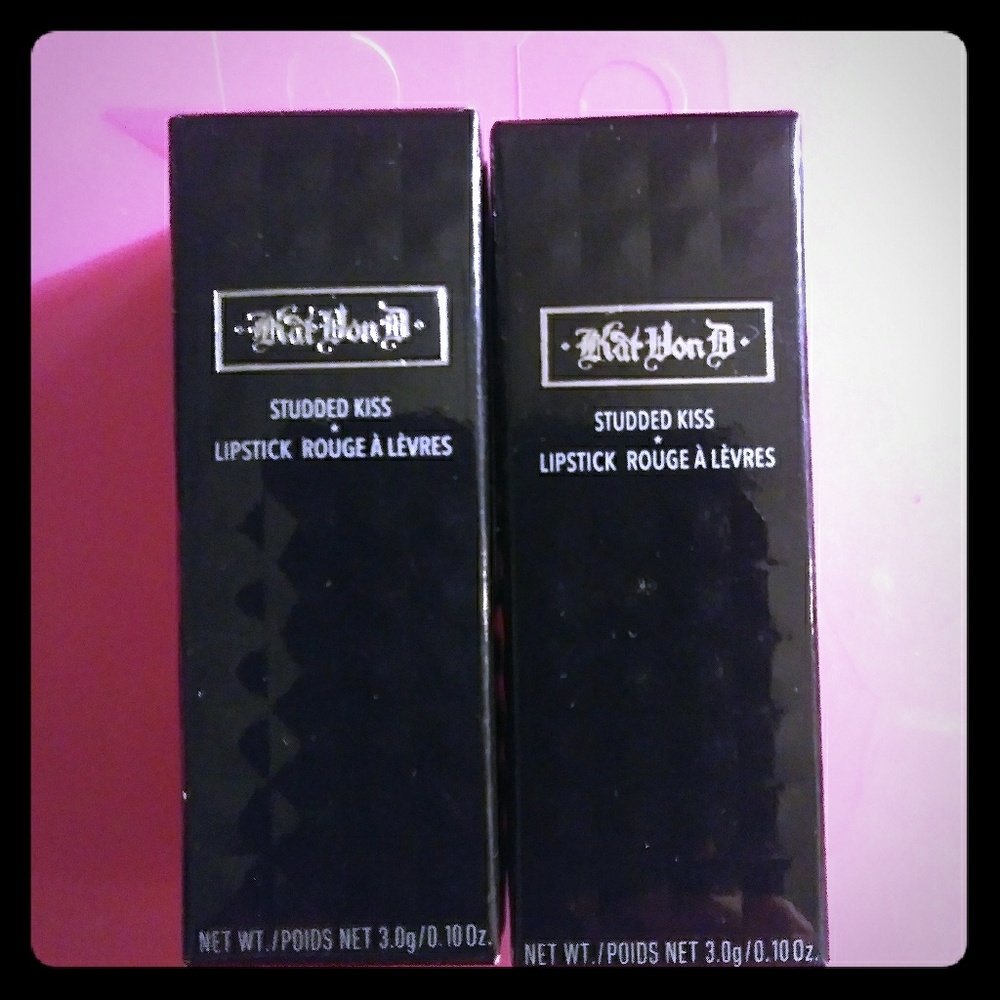 ·Kat Von D·
STUDDED KISS
LIPSTICK ROUGE À LÈVRES
NET WT./POIDS NET 3.0g/0.10 Oz.
·Kat Von D·
STUDDED KISS
LIPSTICK ROUGE À LÈVRES
NET WT./POIDS NET 3.0g/0.10 Oz.